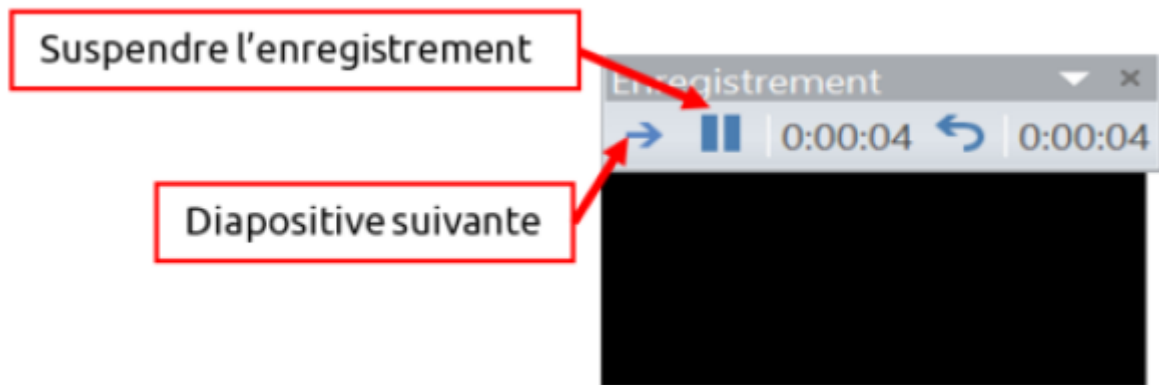 Suspendre l'enregistrement
Enregistrement
0:00:04 0:00:04
Diapositive suivante